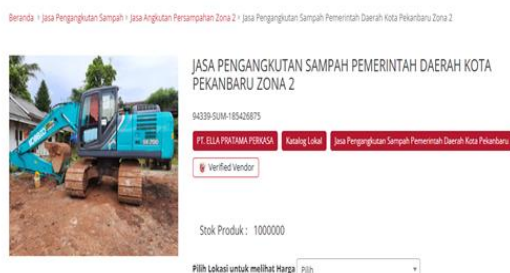 Beranda › Jasa Pengangkutan Sampah › Jasa Angkutan Persampahan Zona 2 › Jasa Pengangkutan Sampah Pemerintah Daerah Kota Pekanbaru Zona 2
JASA PENGANGKUTAN SAMPAH PEMERINTAH DAERAH KOTA
PEKANBARU ZONA 2
94339-SUM-185426875
PT. ELLA PRATAMA PERKASA Katalog Lokal Jasa Pengangkutan Sampah Pemerintah Daerah Kota Pekanbaru
Verified Vendor
Stok Produk : 1000000
Pilih Lokasi untuk melihat Harga Pilih
KOBELCO